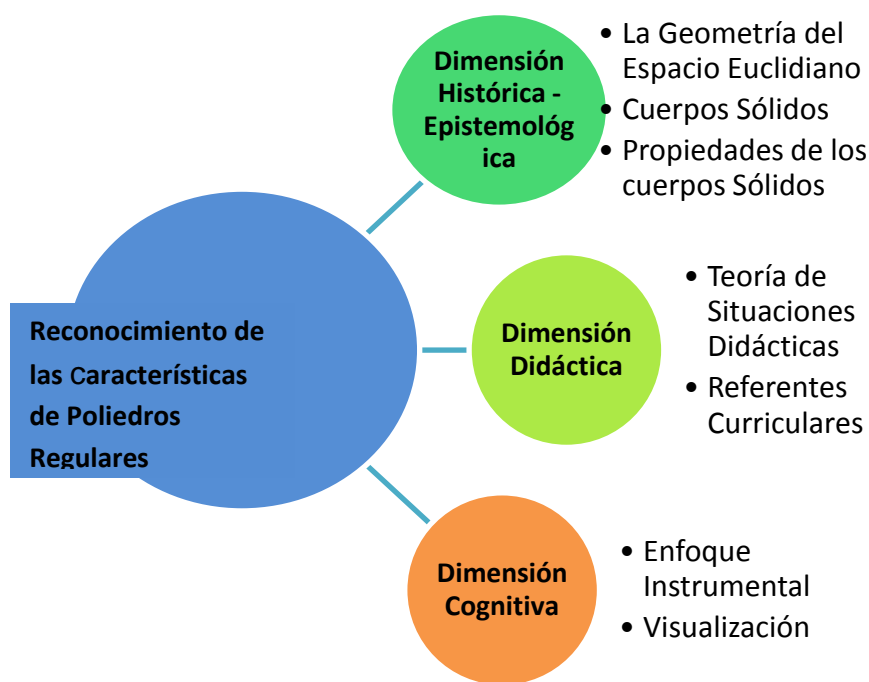 Reconocimiento de
las Características
de Poliedros
Regulares
Dimensión
Histórica -
Epistemológ
ica
• La Geometría del
Espacio Euclidiano
• Cuerpos Sólidos
• Propiedades de los
cuerpos Sólidos
Dimensión
Didáctica
• Teoría de
Situaciones
Didácticas
• Referentes
Curriculares
Dimensión
Cognitiva
• Enfoque
Instrumental
• Visualización